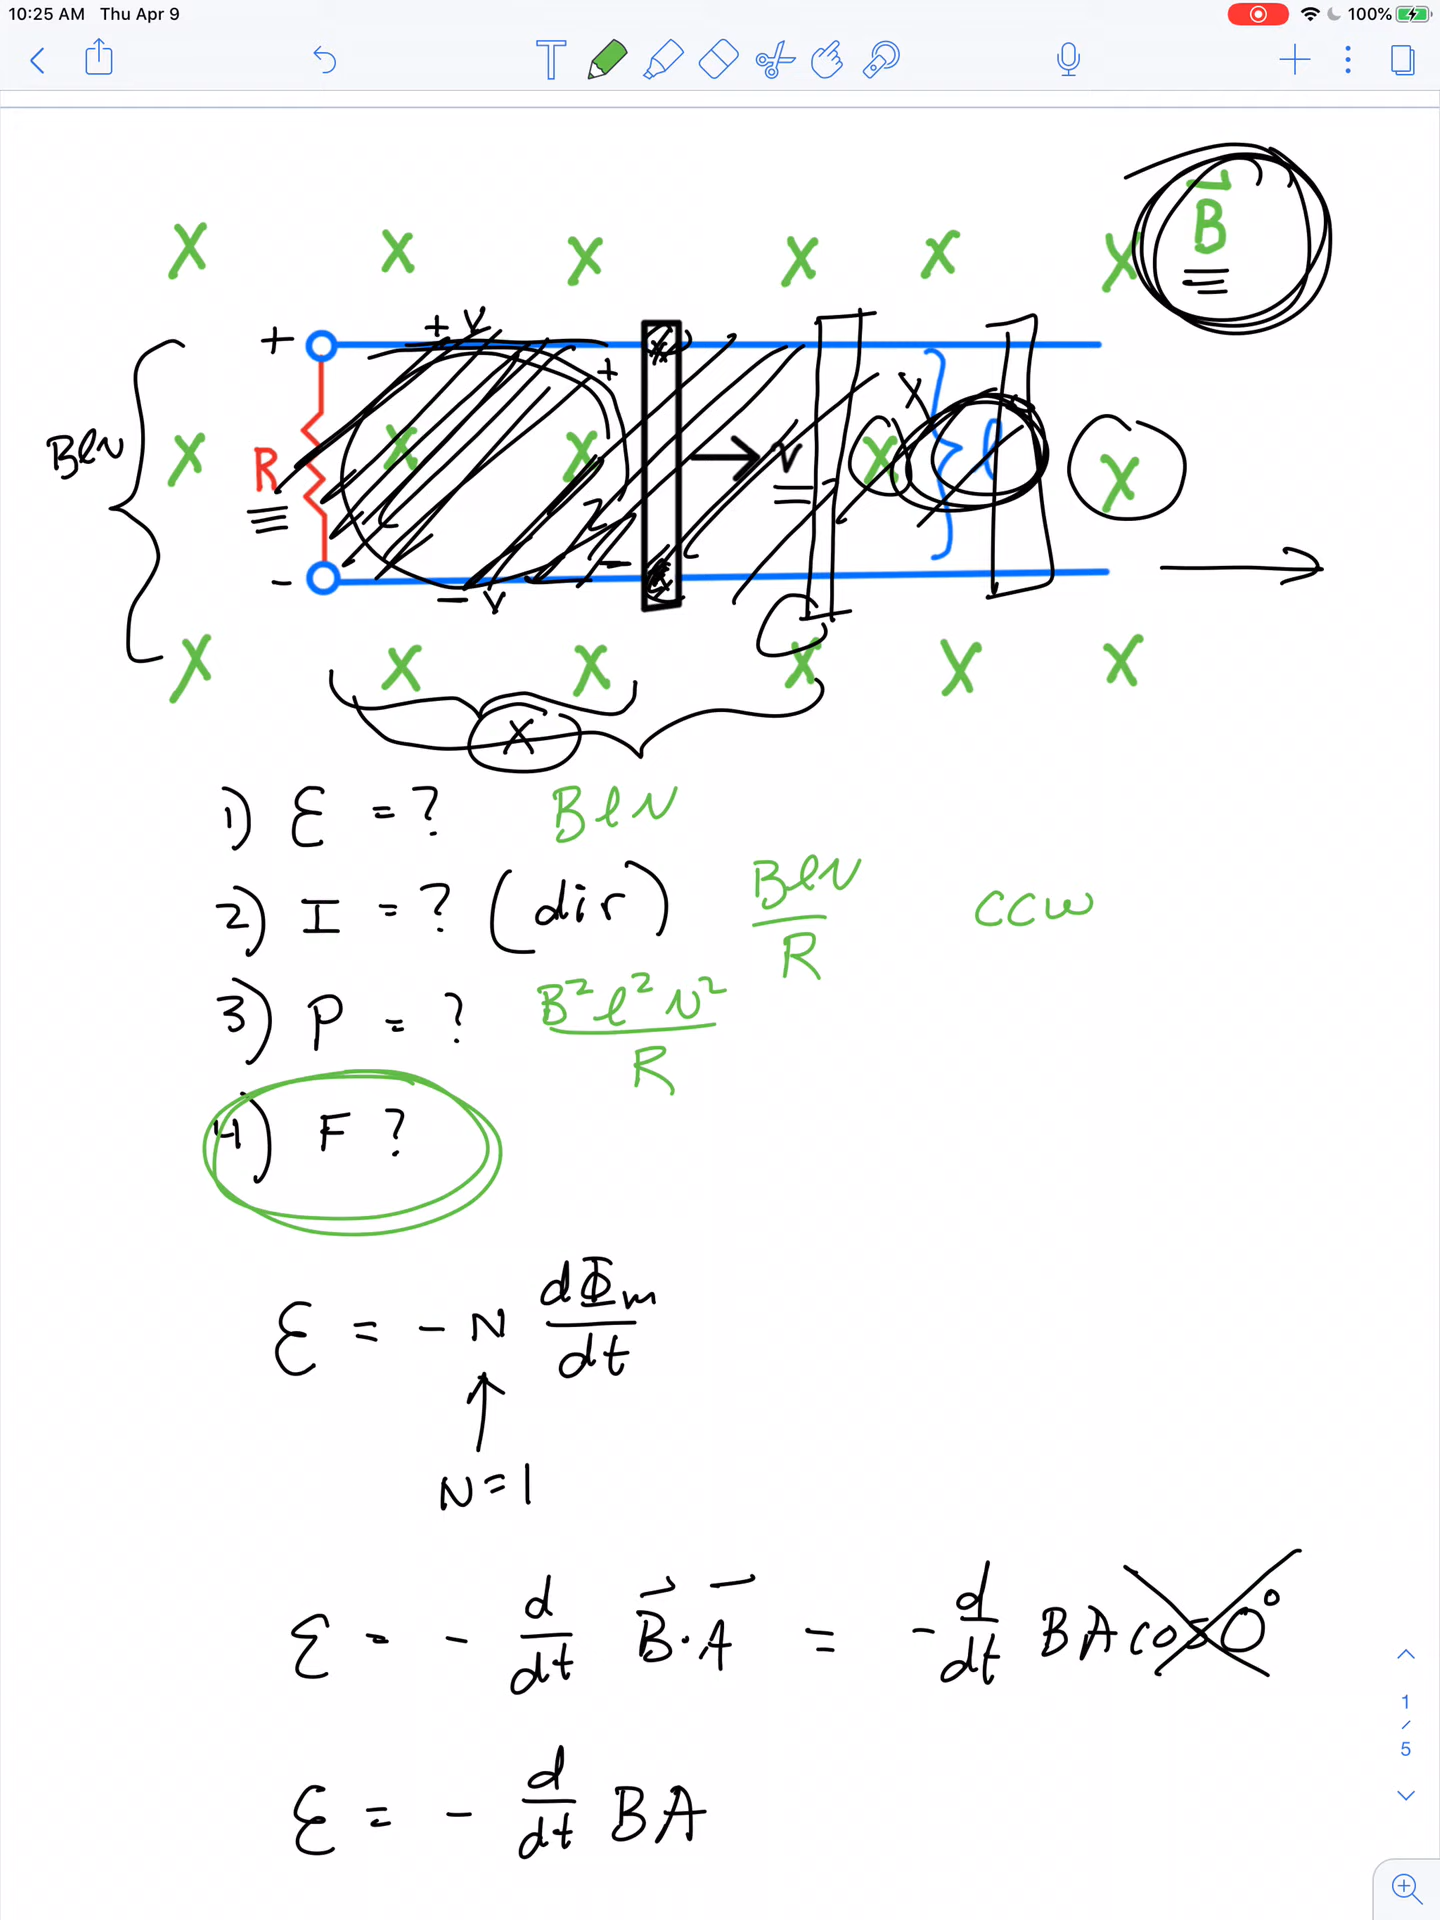 10:25 AM Thu Apr 9 100%
T
X X X X X X B⃗
+ + v
+
Blv X R X X v X x l X
- - v -
X X X X X X
x
1) ℰ = ? Blv
2) I = ? (dir) Blv/R CCW
3) P = ? B²l²v²/R
4) F ?
ℰ = - N dΦm/dt
↑
N = 1
ℰ = - d/dt B⃗ · A⃗ = - d/dt BA cos 0°
ℰ = - d/dt BA
1
/
5